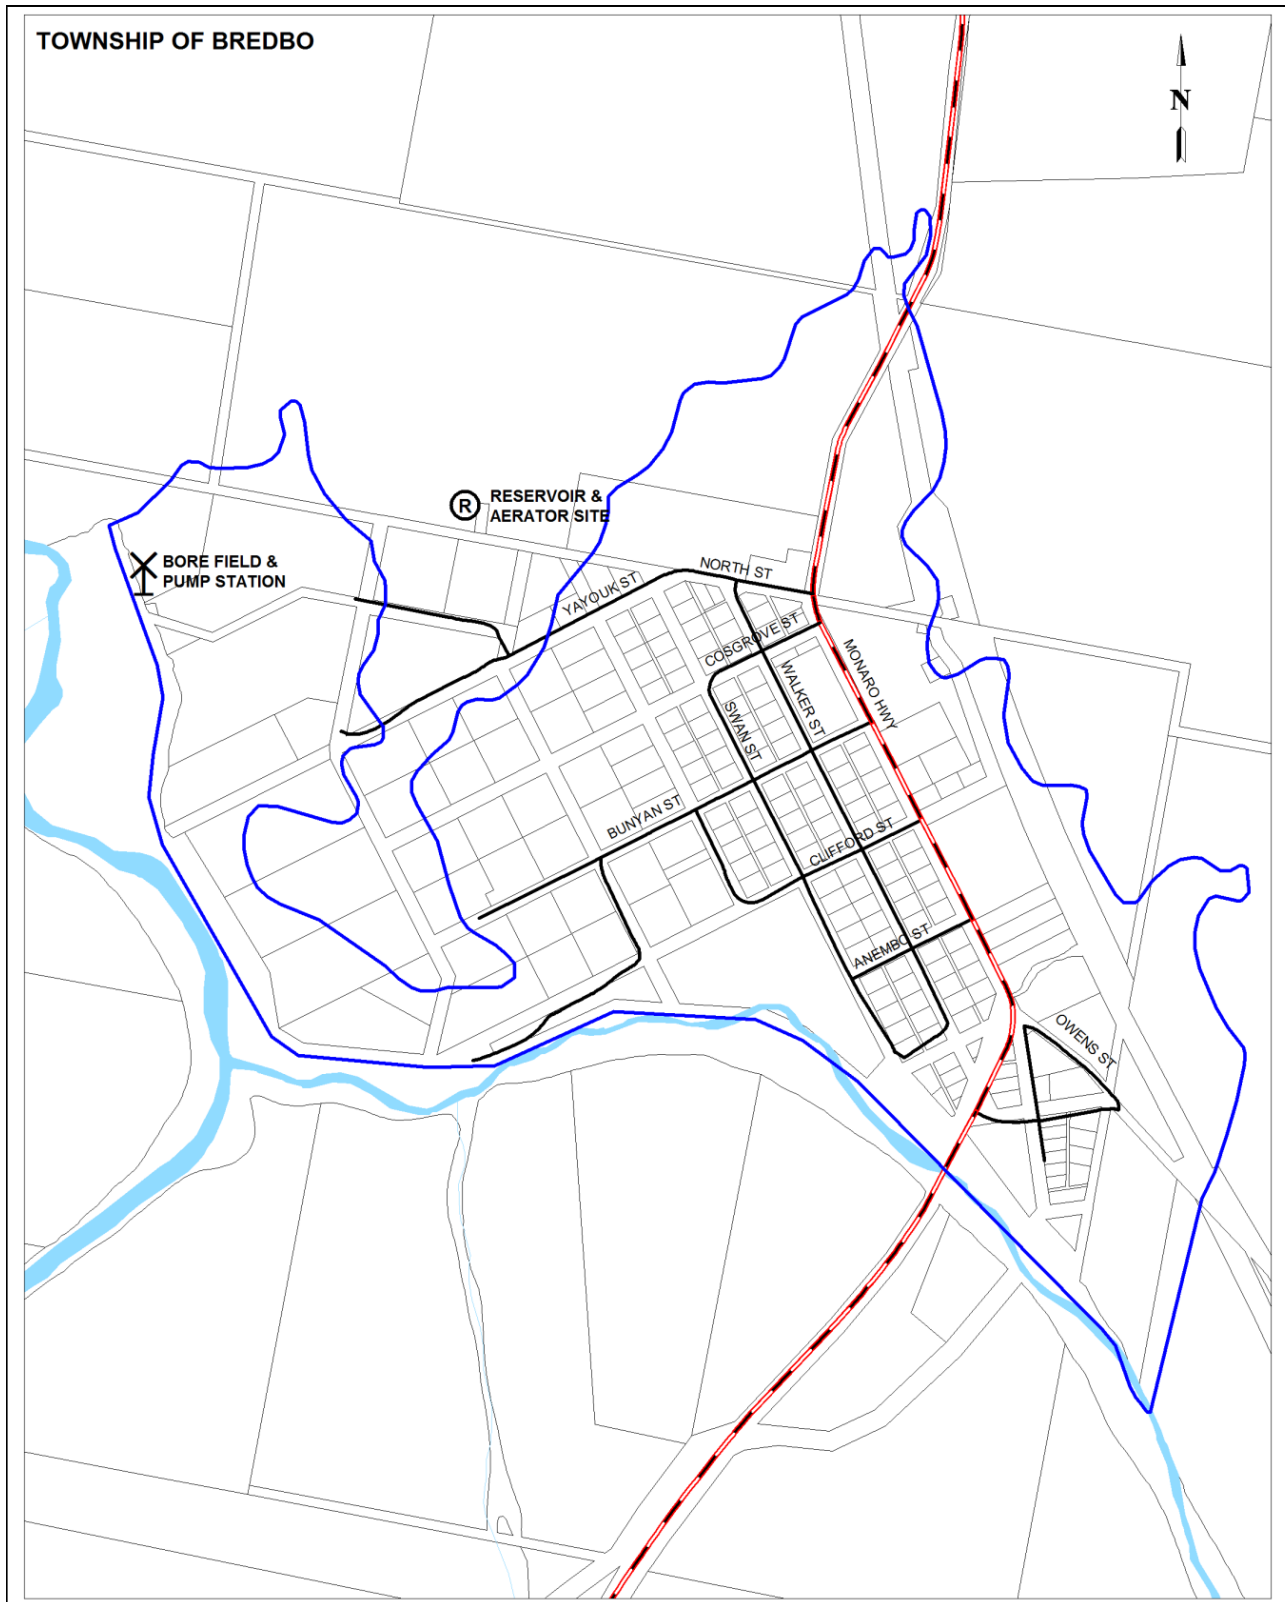 TOWNSHIP OF BREDBO
N
R
RESERVOIR &
AERATOR SITE
BORE FIELD &
PUMP STATION
NORTH ST
YAYOUK ST
COSGROVE ST
MONARO HWY
WALKER ST
SWAN ST
BUNYAN ST
CLIFFORD ST
ANEMBO ST
OWENS ST